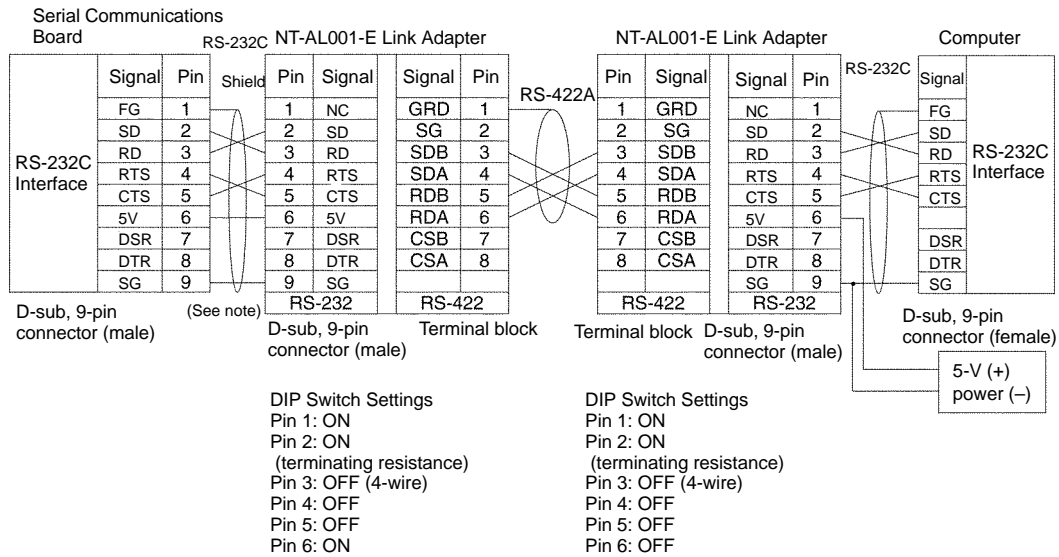 Serial Communications
Board
RS-232C
NT-AL001-E Link Adapter
NT-AL001-E Link Adapter
Computer
Signal Pin Shield Pin Signal Signal Pin RS-422A Pin Signal Signal Pin RS-232C Signal
FG 1 1 NC GRD 1 1 GRD NC 1 FG
SD 2 2 SD SG 2 2 SG SD 2 SD
RS-232C
Interface
RD 3 3 RD SDB 3 3 SDB RD 3 RD
RS-232C
Interface
RTS 4 4 RTS SDA 4 4 SDA RTS 4 RTS
CTS 5 5 CTS RDB 5 5 RDB CTS 5 CTS
5V 6 6 5V RDA 6 6 RDA 5V 6
DSR 7 7 DSR CSB 7 7 CSB DSR 7 DSR
DTR 8 8 DTR CSA 8 8 CSA DTR 8 DTR
SG 9 9 SG SG 9 SG
RS-232 RS-422 RS-422 RS-232
D-sub, 9-pin
connector (male)
(See note)
D-sub, 9-pin
connector (male)
Terminal block
Terminal block
D-sub, 9-pin
connector (male)
D-sub, 9-pin
connector (female)
5-V (+)
power (–)
DIP Switch Settings
Pin 1: ON
Pin 2: ON
(terminating resistance)
Pin 3: OFF (4-wire)
Pin 4: OFF
Pin 5: OFF
Pin 6: ON
DIP Switch Settings
Pin 1: ON
Pin 2: ON
(terminating resistance)
Pin 3: OFF (4-wire)
Pin 4: OFF
Pin 5: OFF
Pin 6: OFF